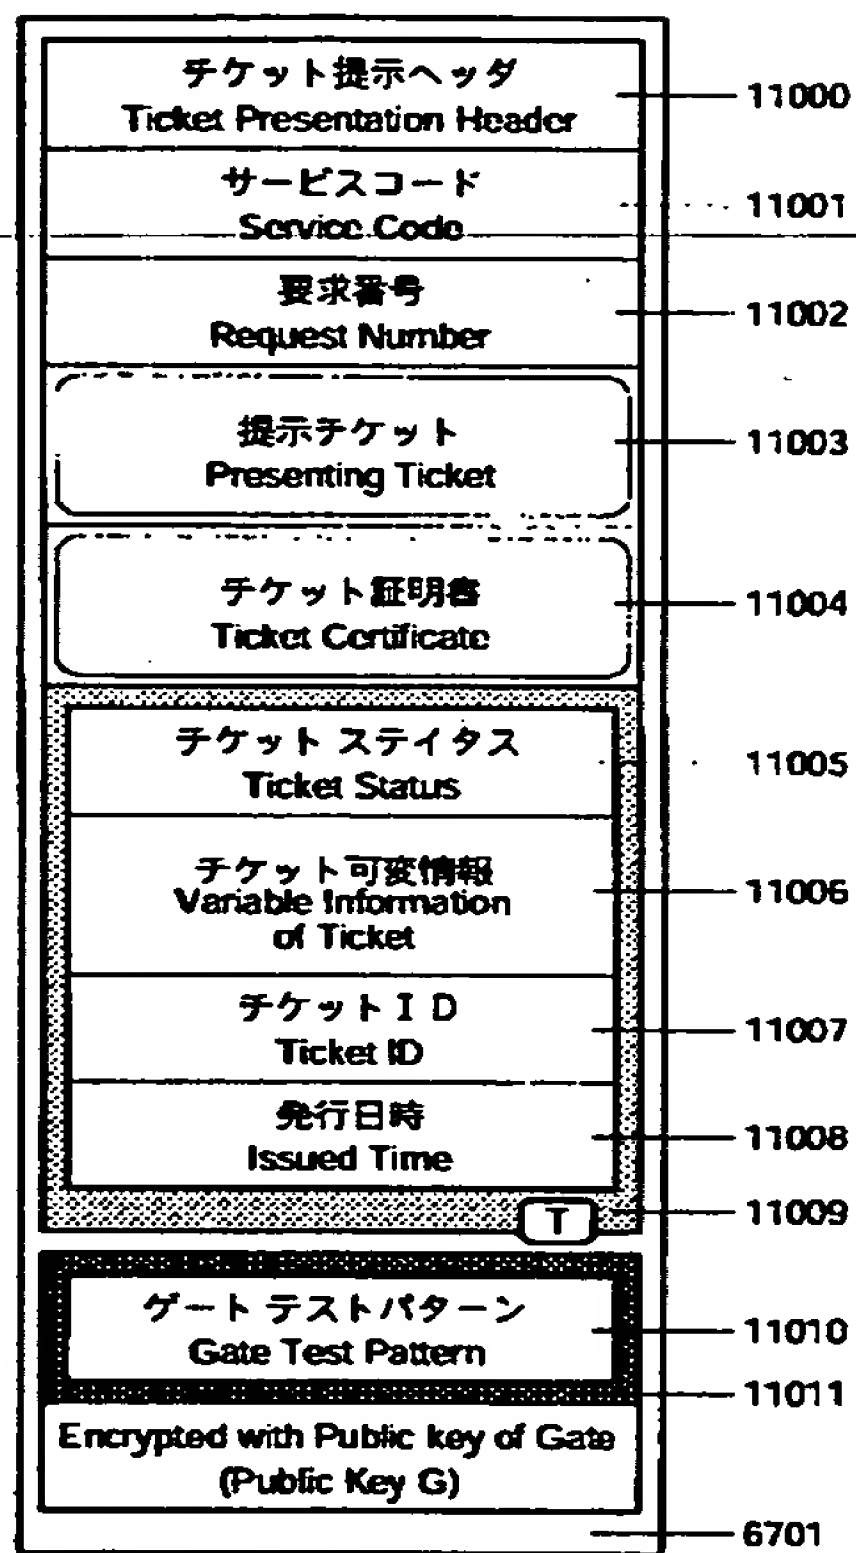 チケット提示ヘッダ
Ticket Presentation Header
11000
サービスコード
Service Code
11001
要求番号
Request Number
11002
提示チケット
Presenting Ticket
11003
チケット証明書
Ticket Certificate
11004
チケット ステイタス
Ticket Status
11005
チケット可変情報
Variable Information
of Ticket
11006
チケットID
Ticket ID
11007
発行日時
Issued Time
11008
T
11009
ゲート テストパターン
Gate Test Pattern
11010
11011
Encrypted with Public key of Gate
(Public Key G)
6701